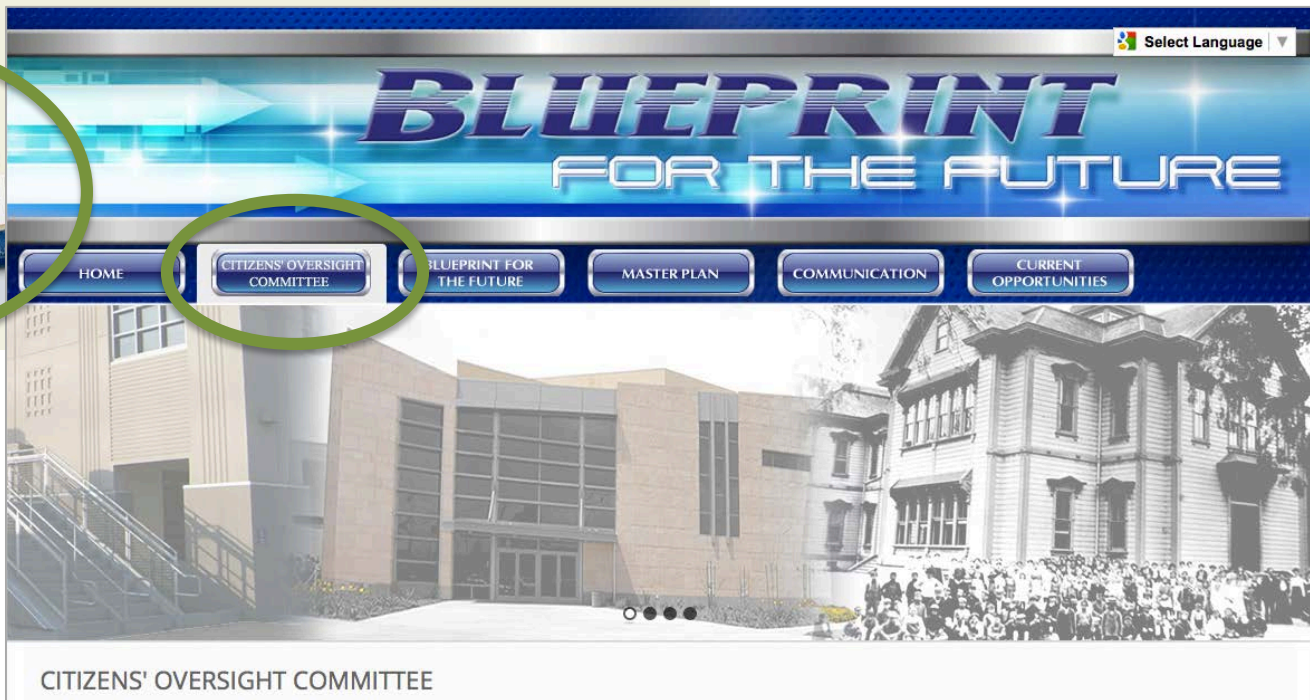 Select Language
BLUEPRINT
FOR THE FUTURE
HOME
CITIZENS' OVERSIGHT
COMMITTEE
BLUEPRINT FOR
THE FUTURE
MASTER PLAN
COMMUNICATION
CURRENT
OPPORTUNITIES
CITIZENS' OVERSIGHT COMMITTEE